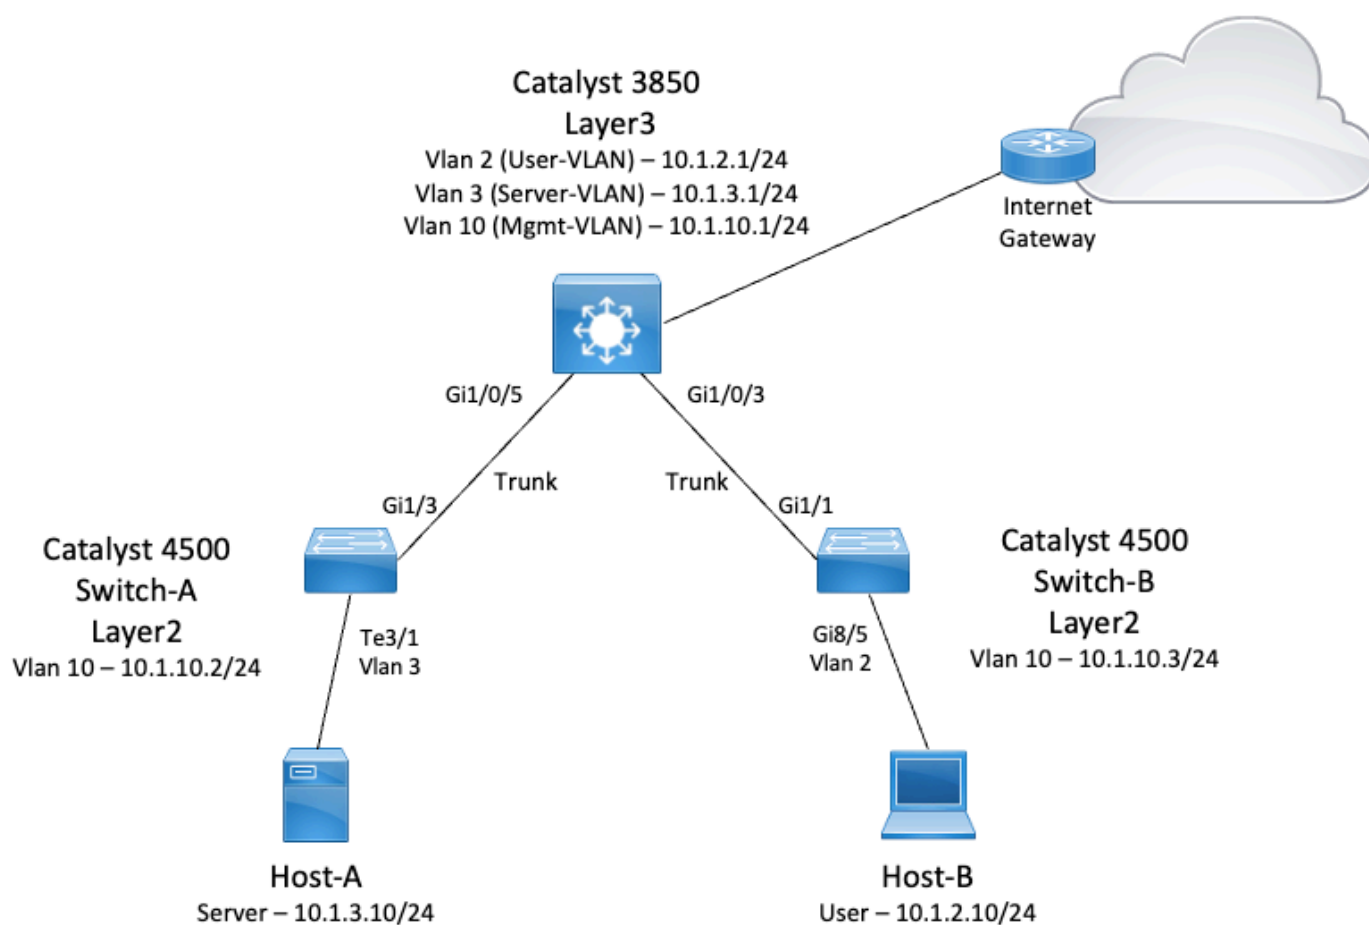 Catalyst 3850
Layer3
Vlan 2 (User-VLAN) – 10.1.2.1/24
Vlan 3 (Server-VLAN) – 10.1.3.1/24
Vlan 10 (Mgmt-VLAN) – 10.1.10.1/24
Internet
Gateway
Gi1/0/5
Gi1/0/3
Trunk
Trunk
Gi1/3
Gi1/1
Catalyst 4500
Switch-A
Layer2
Vlan 10 – 10.1.10.2/24
Catalyst 4500
Switch-B
Layer2
Vlan 10 – 10.1.10.3/24
Te3/1
Vlan 3
Gi8/5
Vlan 2
Host-A
Server – 10.1.3.10/24
Host-B
User – 10.1.2.10/24